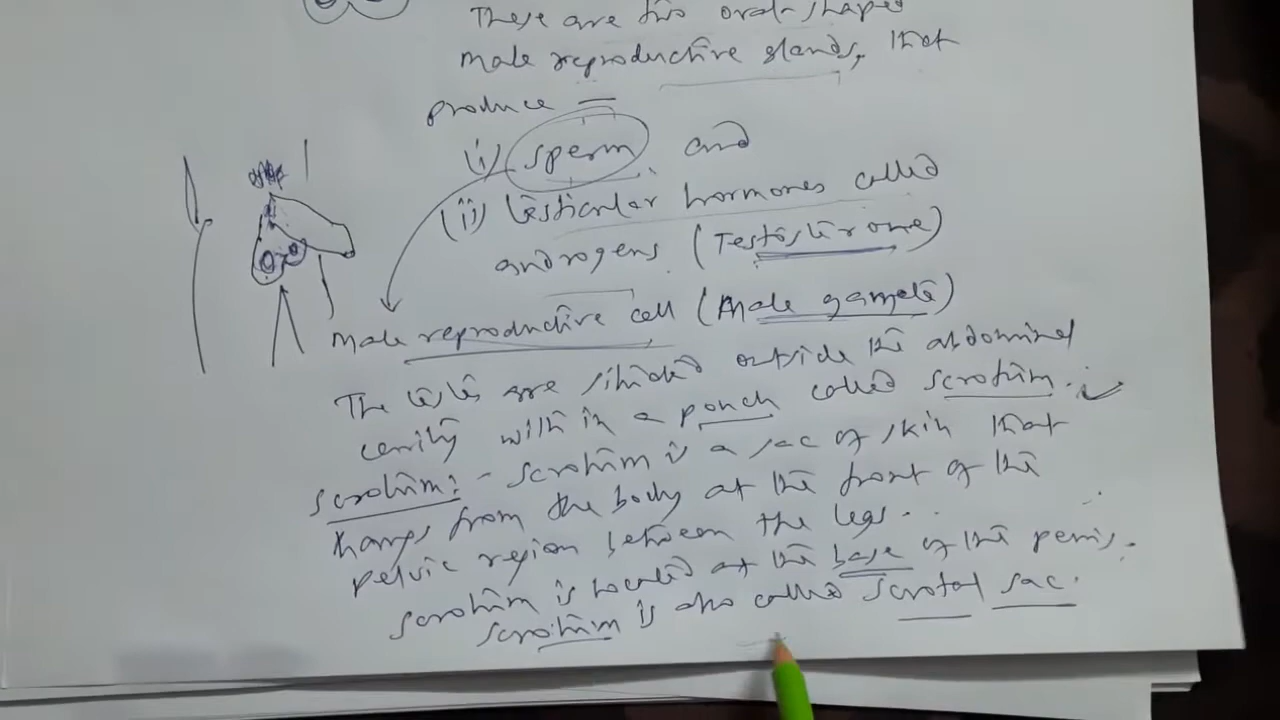 These are two oval-shaped
male reproductive glands, that
produce =
(i) sperm and
(ii) testicular hormones called
androgens (Testosterone)
Male reproductive cell (Male gamete)
The testes are situated outside the abdominal
cavity with in a pouch called scrotum.
scrotum:- scrotum is a sac of skin that
hangs from the body at the front of the
pelvic region between the legs.
scrotum is located at the base of the penis.
scrotum is also called scrotal sac.